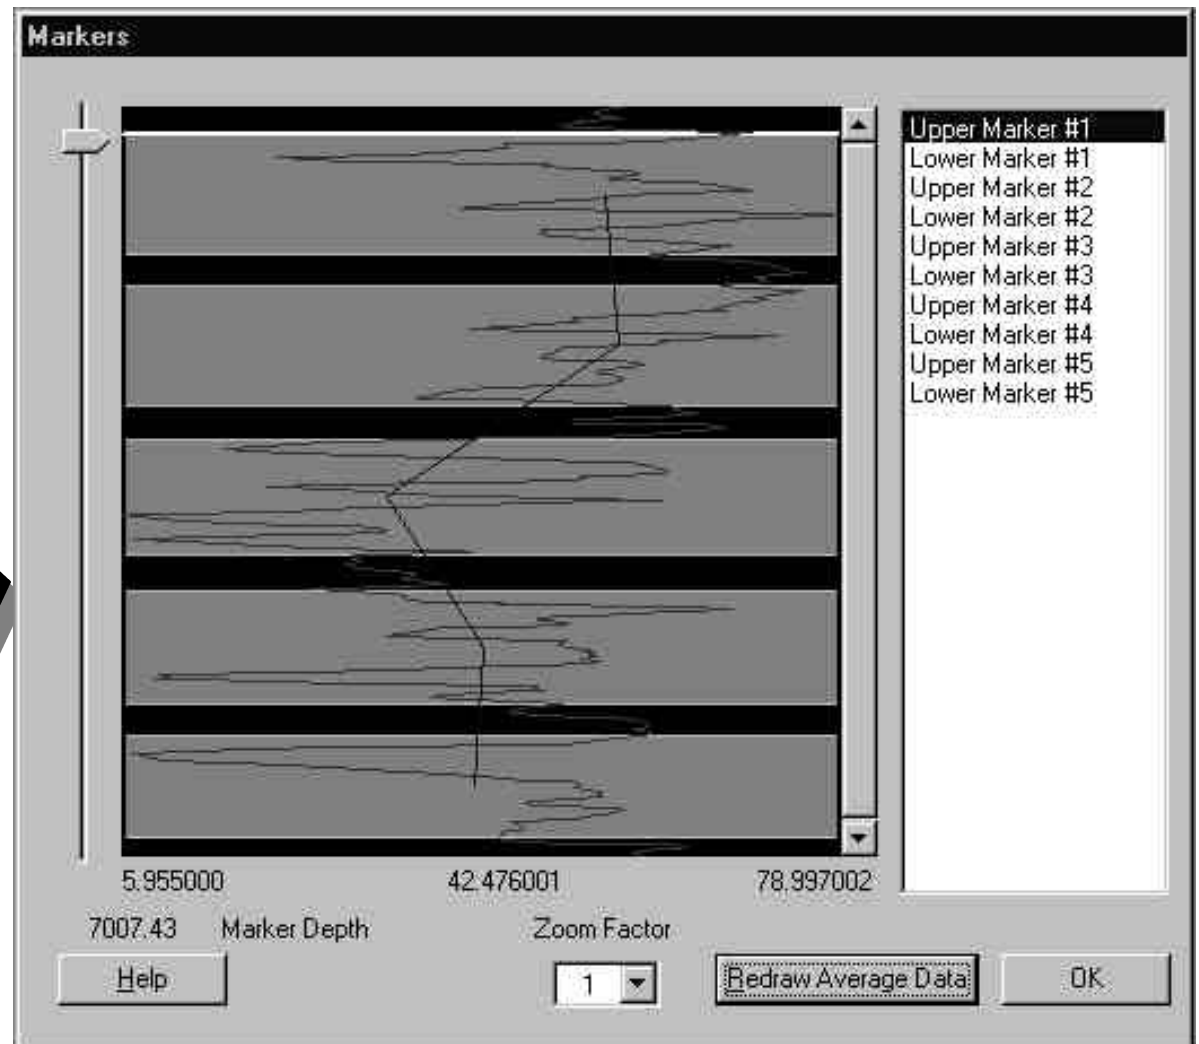 Markers
Upper Marker #1
Lower Marker #1
Upper Marker #2
Lower Marker #2
Upper Marker #3
Lower Marker #3
Upper Marker #4
Lower Marker #4
Upper Marker #5
Lower Marker #5
5.955000 42.476001 78.997002
7007.43 Marker Depth Zoom Factor
Help 1 Redraw Average Data OK